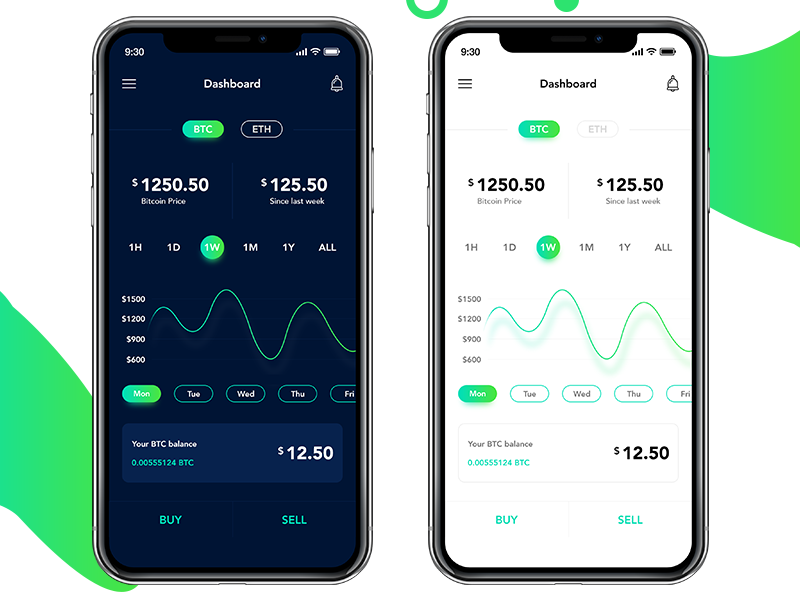 9:30
Dashboard
BTC ETH
$ 1250.50 $ 125.50
Bitcoin Price Since last week
1H 1D 1W 1M 1Y ALL
$1500
$1200
$900
$600
Mon Tue Wed Thu Fri
Your BTC balance
0.00555124 BTC
$ 12.50
BUY SELL
9:30
Dashboard
BTC ETH
$ 1250.50 $ 125.50
Bitcoin Price Since last week
1H 1D 1W 1M 1Y ALL
$1500
$1200
$900
$600
Mon Tue Wed Thu Fri
Your BTC balance
0.00555124 BTC
$ 12.50
BUY SELL